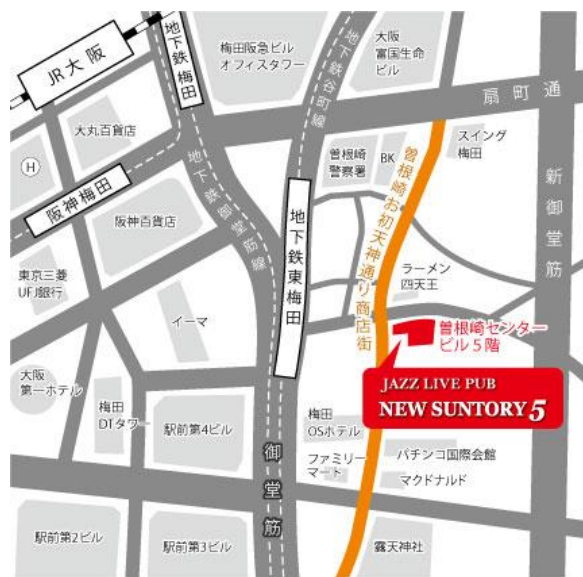 JR大阪
地下鉄梅田
梅田阪急ビル
オフィスタワー
地下鉄谷町線
大阪
富国生命
ビル
扇町通
大丸百貨店
H
阪神梅田
地下鉄御堂筋線
曽根崎
警察署
BK
スイング
梅田
曽根崎お初天神通り商店街
新御堂筋
阪神百貨店
地下鉄東梅田
東京三菱
UFJ銀行
イーマ
ラーメン
四天王
曽根崎センター
ビル5階
JAZZ LIVE PUB
NEW SUNTORY 5
大阪
第一ホテル
梅田
DTタワー
駅前第4ビル
御堂筋
梅田
OSホテル
ファミリー
マート
パチンコ国際会館
マクドナルド
駅前第2ビル
駅前第3ビル
露天神社